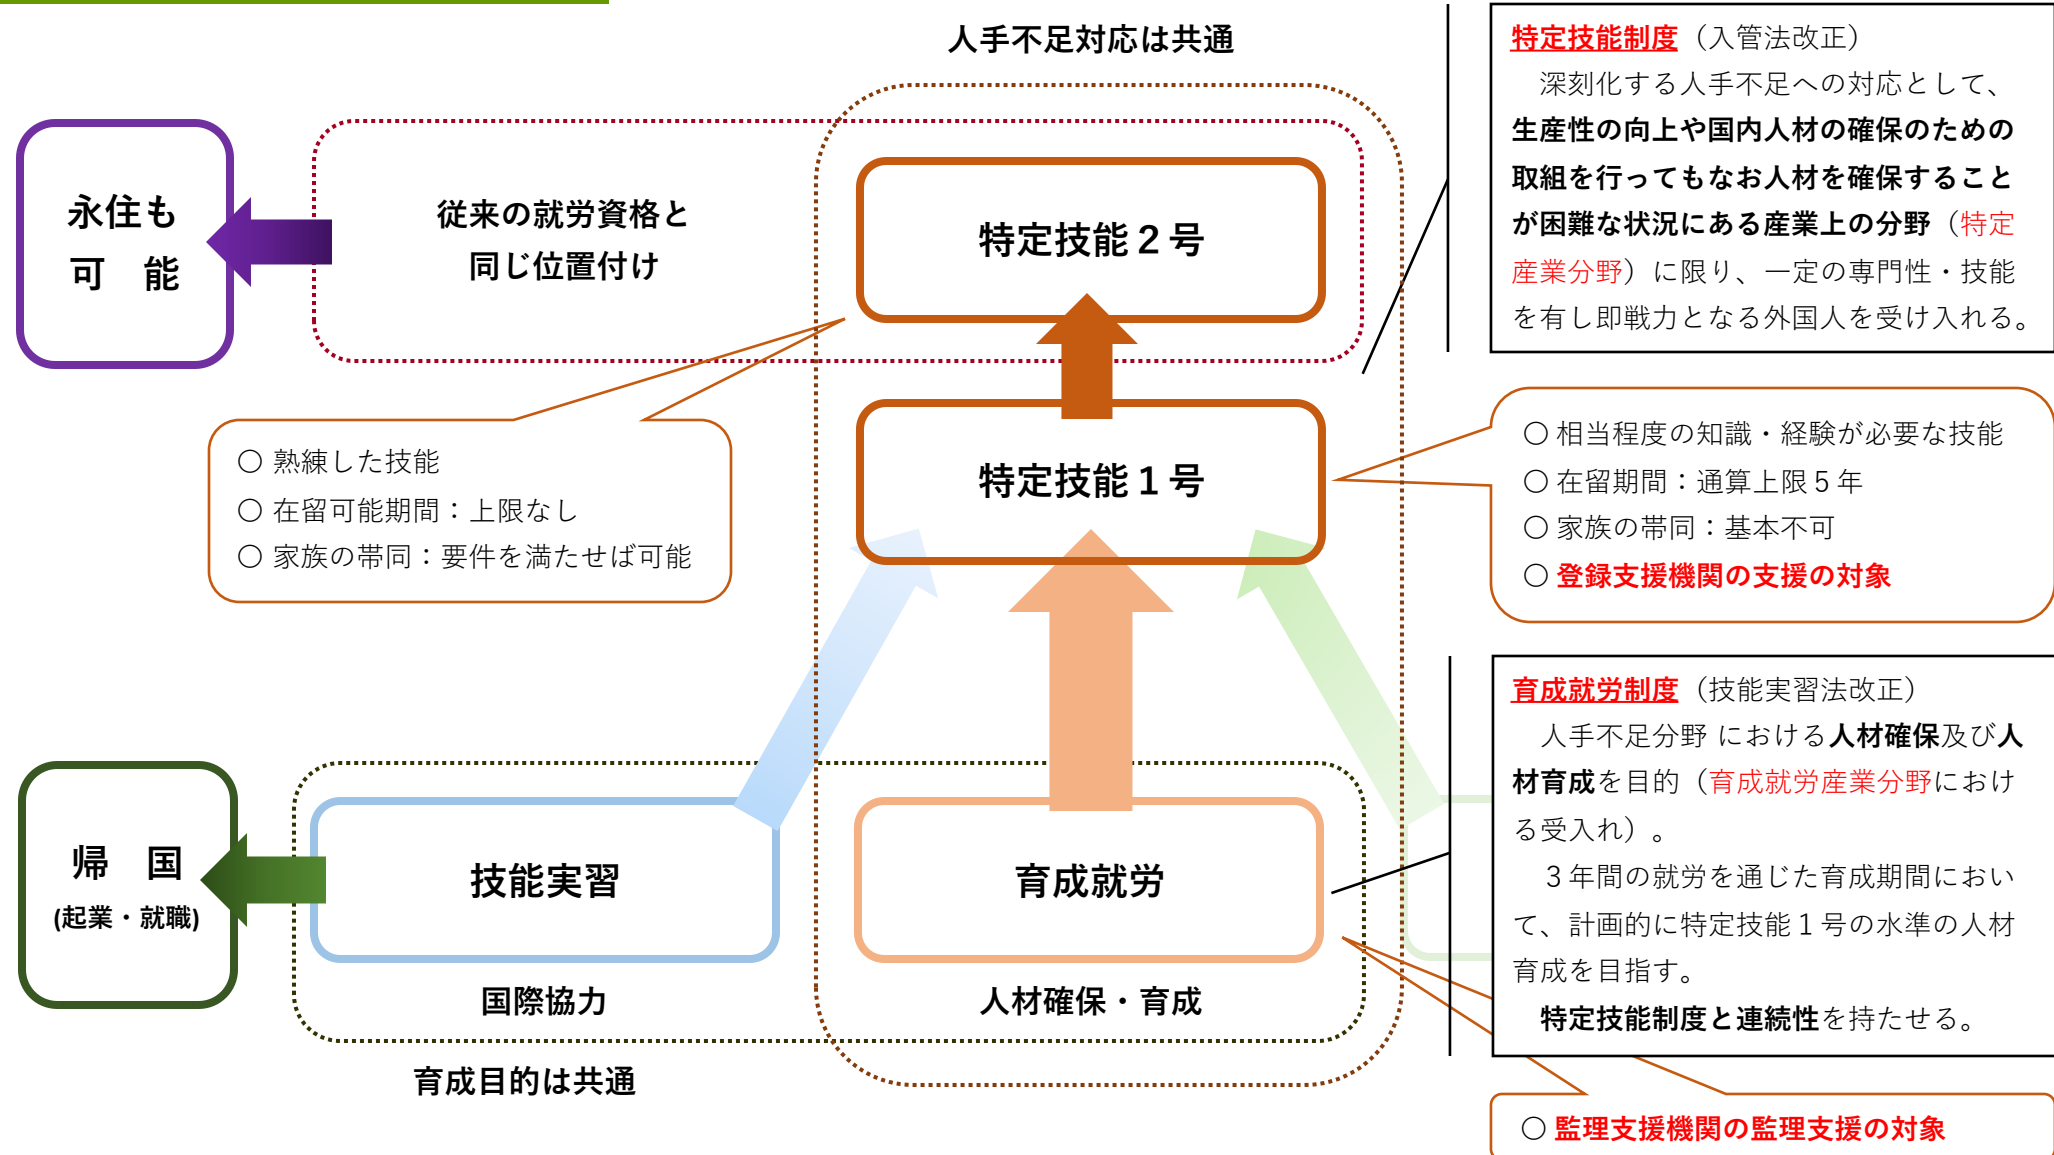 人手不足対応は共通
永住も
可　能
従来の就労資格と
同じ位置付け
特定技能２号
特定技能制度（入管法改正）
　深刻化する人手不足への対応として、
生産性の向上や国内人材の確保のための
取組を行ってもなお人材を確保すること
が困難な状況にある産業上の分野（特定
産業分野）に限り、一定の専門性・技能
を有し即戦力となる外国人を受け入れる。
○ 熟練した技能
○ 在留可能期間：上限なし
○ 家族の帯同：要件を満たせば可能
特定技能１号
○ 相当程度の知識・経験が必要な技能
○ 在留期間：通算上限５年
○ 家族の帯同：基本不可
○ 登録支援機関の支援の対象
帰　国
(起業・就職)
技能実習
国際協力
育成就労
人材確保・育成
育成目的は共通
育成就労制度（技能実習法改正）
　人手不足分野 における人材確保及び人
材育成を目的（育成就労産業分野におけ
る受入れ）。
　３年間の就労を通じた育成期間におい
て、計画的に特定技能１号の水準の人材
育成を目指す。
　特定技能制度と連続性を持たせる。
○ 監理支援機関の監理支援の対象